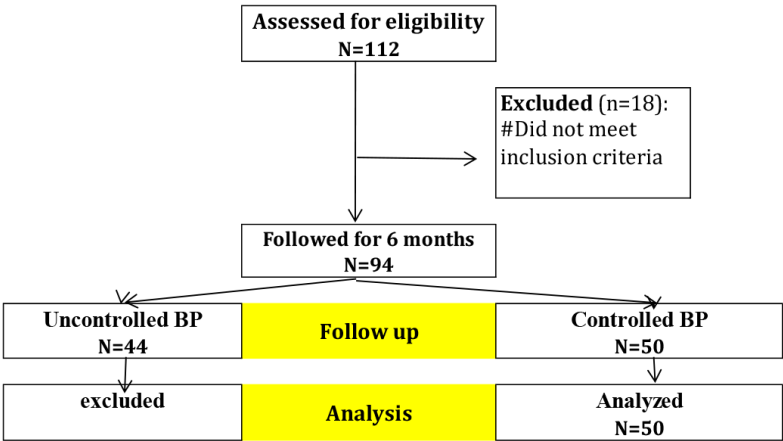 Assessed for eligibility
N=112
Excluded (n=18):
#Did not meet
inclusion criteria
Followed for 6 months
N=94
Uncontrolled BP
N=44
Follow up
Controlled BP
N=50
excluded
Analysis
Analyzed
N=50